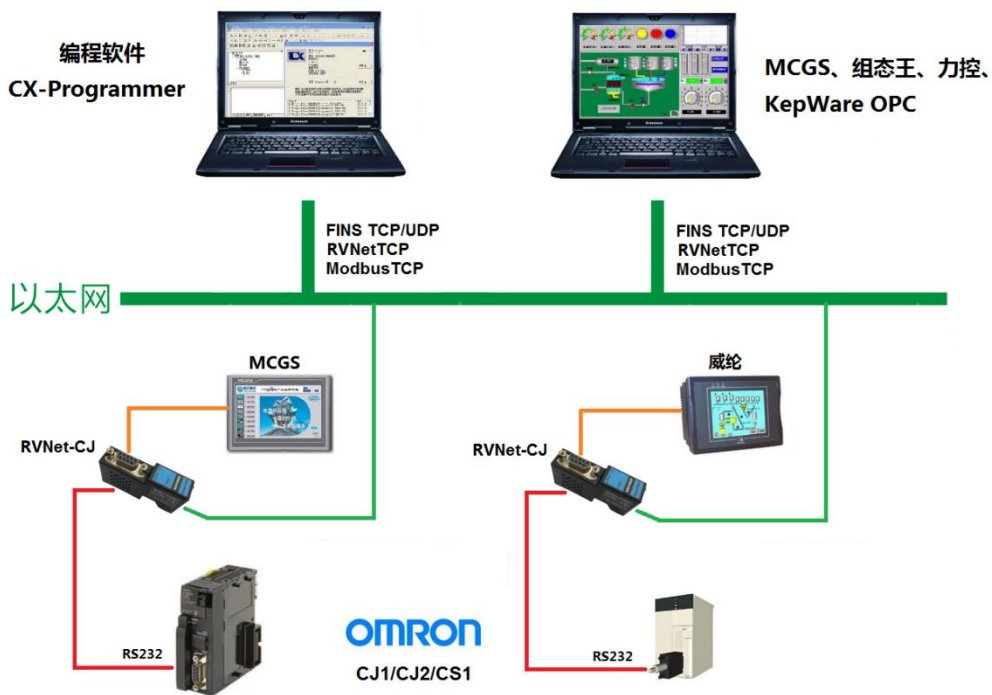 编程软件
CX-Programmer
MCGS、组态王、力控、
KepWare OPC
FINS TCP/UDP
RVNetTCP
ModbusTCP
FINS TCP/UDP
RVNetTCP
ModbusTCP
以太网
MCGS
威纶
RVNet-CJ
RVNet-CJ
RS232
OMRON
CJ1/CJ2/CS1
RS232